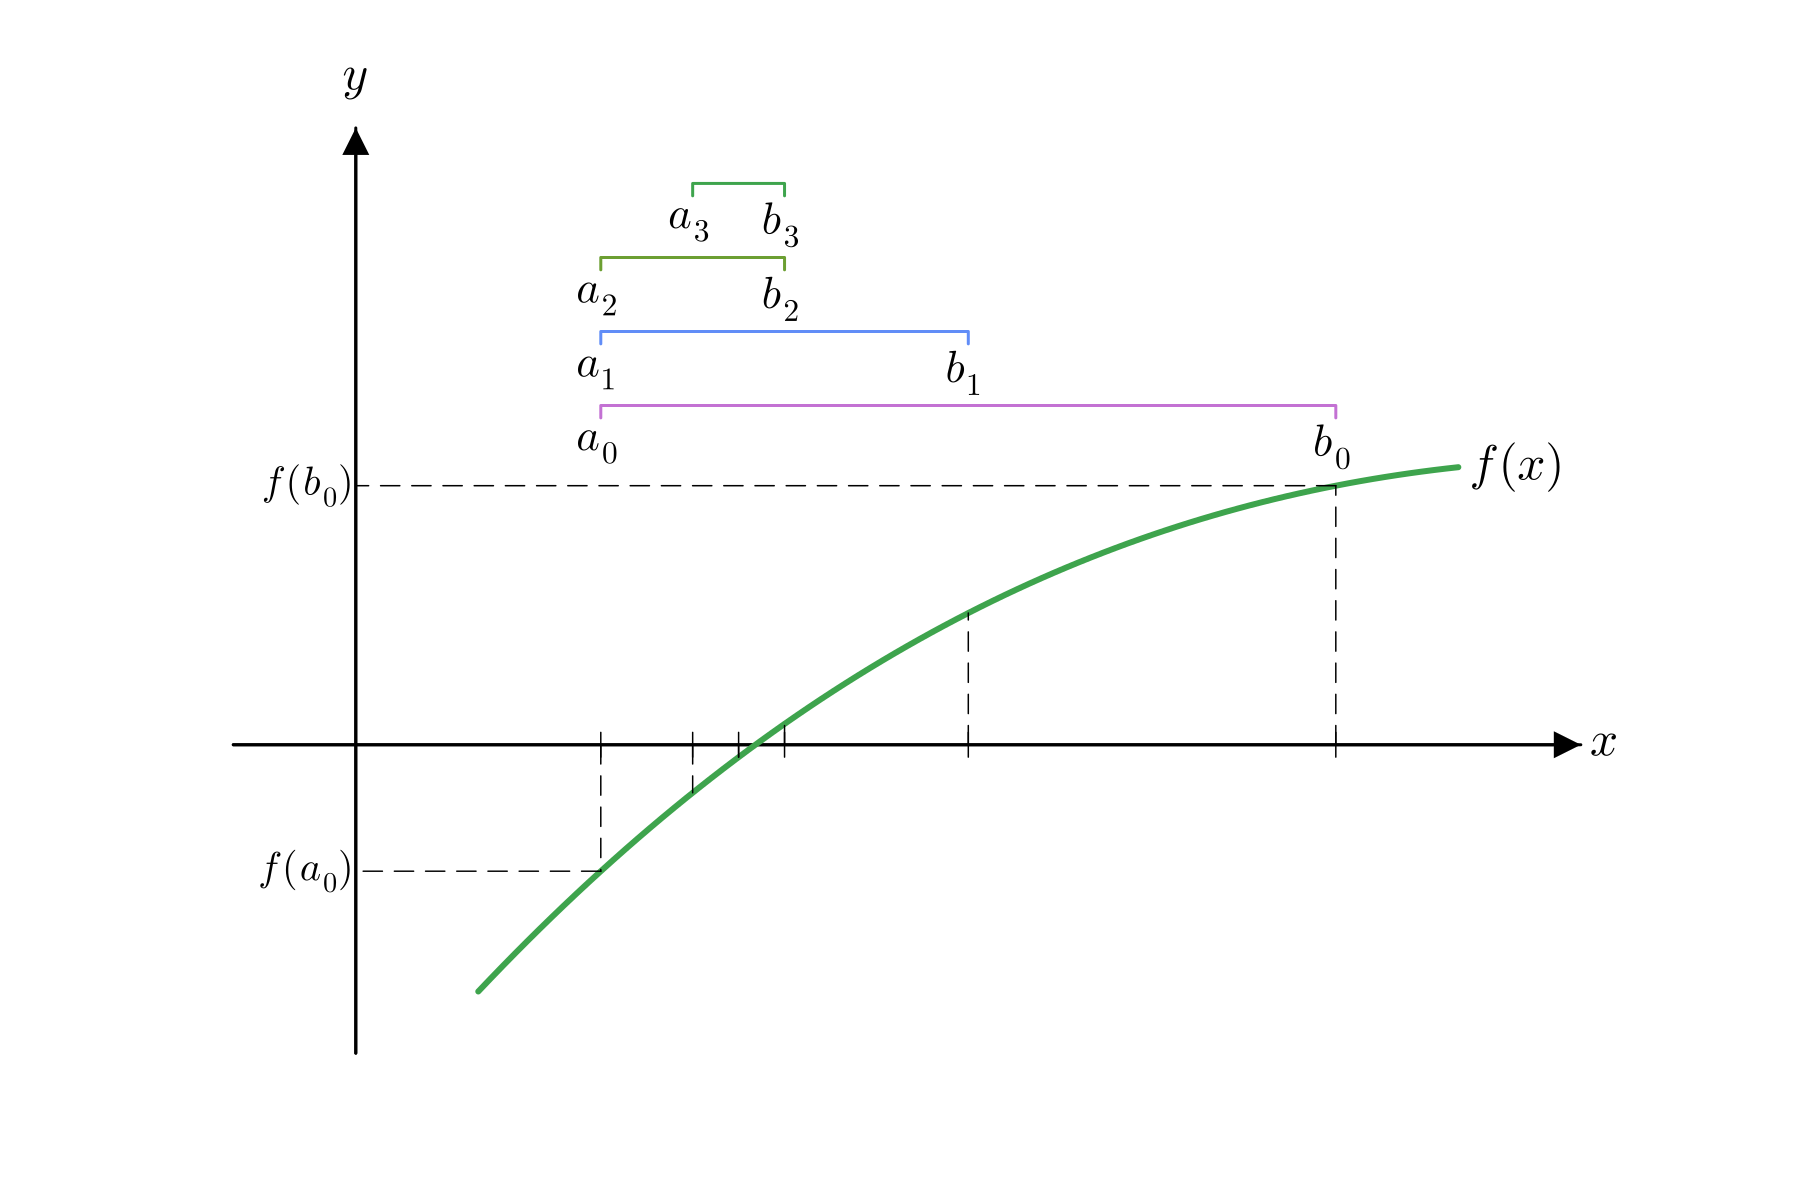 y
a₃ b₃
a₂ b₂
a₁ b₁
a₀ b₀
f(b₀) f(x)
x
f(a₀)